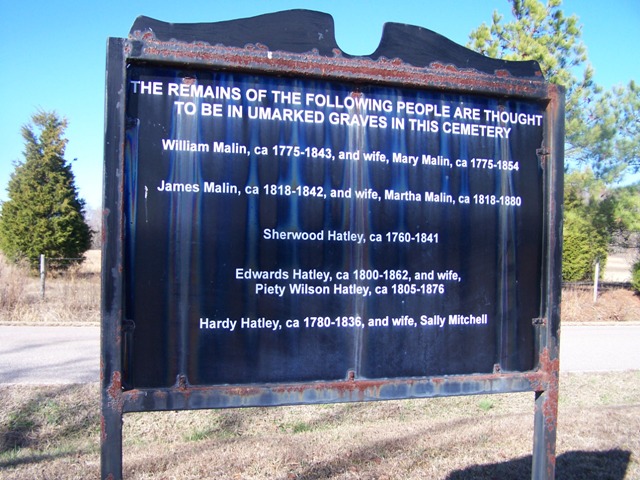 THE REMAINS OF THE FOLLOWING PEOPLE ARE THOUGHT
TO BE IN UMARKED GRAVES IN THIS CEMETERY
William Malin, ca 1775-1843, and wife, Mary Malin, ca 1775-1854
James Malin, ca 1818-1842, and wife, Martha Malin, ca 1818-1880
Sherwood Hatley, ca 1760-1841
Edwards Hatley, ca 1800-1862, and wife,
Piety Wilson Hatley, ca 1805-1876
Hardy Hatley, ca 1780-1836, and wife, Sally Mitchell